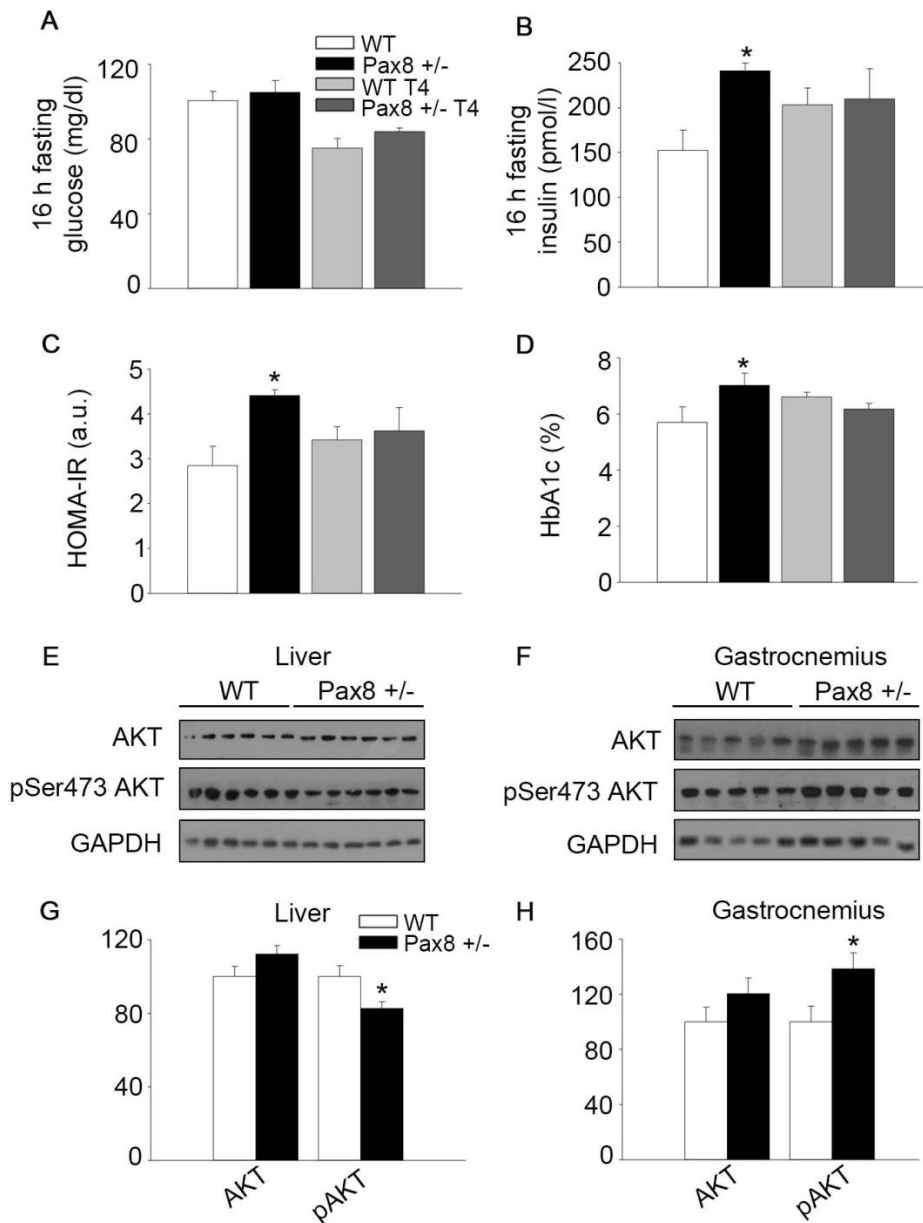 A
16 h fasting
glucose (mg/dl)
120
80
40
0
WT
Pax8 +/-
WT T4
Pax8 +/- T4
B
16 h fasting
insulin (pmol/l)
250
200
150
100
50
0
*
C
HOMA-IR (a.u.)
5
4
3
2
1
0
*
D
HbA1c (%)
8
6
4
2
0
*
E
Liver
WT Pax8 +/-
AKT
pSer473 AKT
GAPDH
F
Gastrocnemius
WT Pax8 +/-
AKT
pSer473 AKT
GAPDH
G
Liver
WT
Pax8 +/-
120
80
40
0
*
AKT
pAKT
H
Gastrocnemius
160
120
80
40
0
*
AKT
pAKT